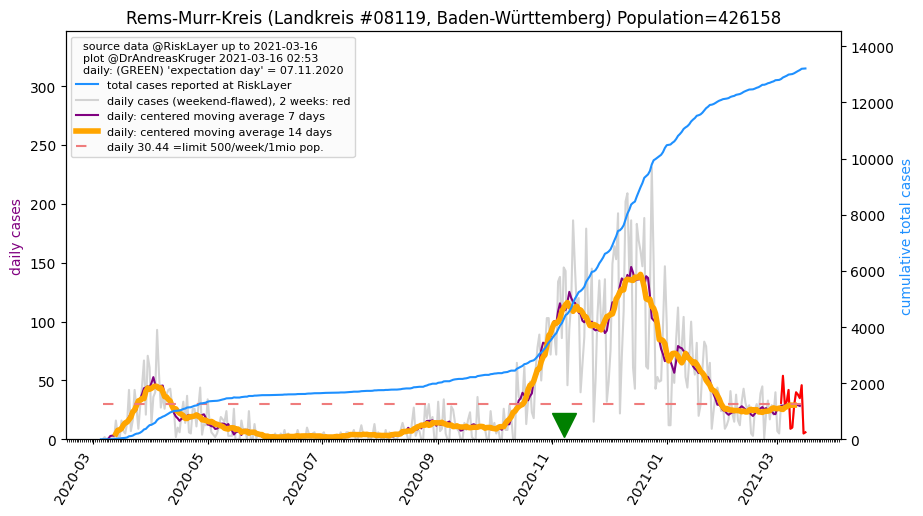 Rems-Murr-Kreis (Landkreis #08119, Baden-Württemberg) Population=426158
source data @RiskLayer up to 2021-03-16
plot @DrAndreasKruger 2021-03-16 02:53
daily: (GREEN) 'expectation day' = 07.11.2020
total cases reported at RiskLayer
daily cases (weekend-flawed), 2 weeks: red
daily: centered moving average 7 days
daily: centered moving average 14 days
daily 30.44 =limit 500/week/1mio pop.
daily cases
300
250
200
150
100
50
0
14000
12000
10000
8000
6000
4000
2000
0
cumulative total cases
2020-03
2020-05
2020-07
2020-09
2020-11
2021-01
2021-03